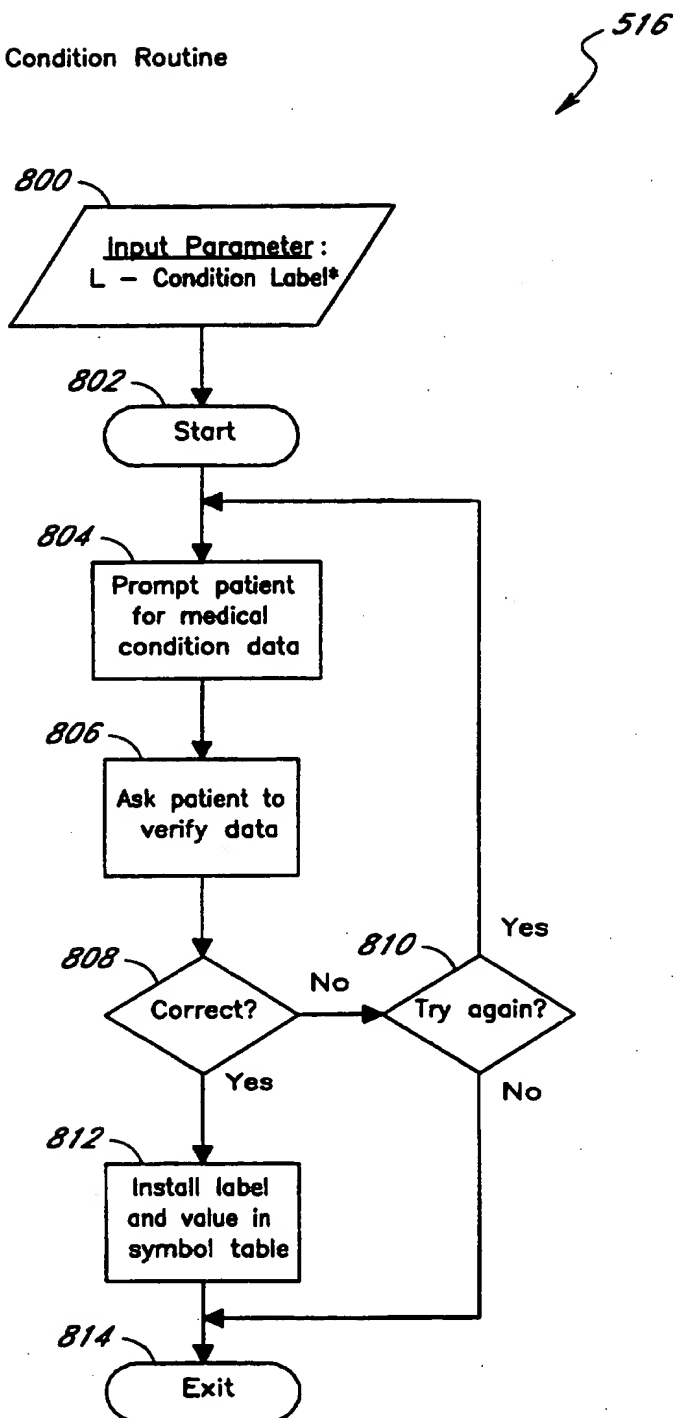 516
Condition Routine
800
Input Parameter:
L - Condition Label*
802
Start
804
Prompt patient
for medical
condition data
806
Ask patient to
verify data
808
Correct?
No
Yes
810
Try again?
Yes
No
812
Install label
and value in
symbol table
814
Exit